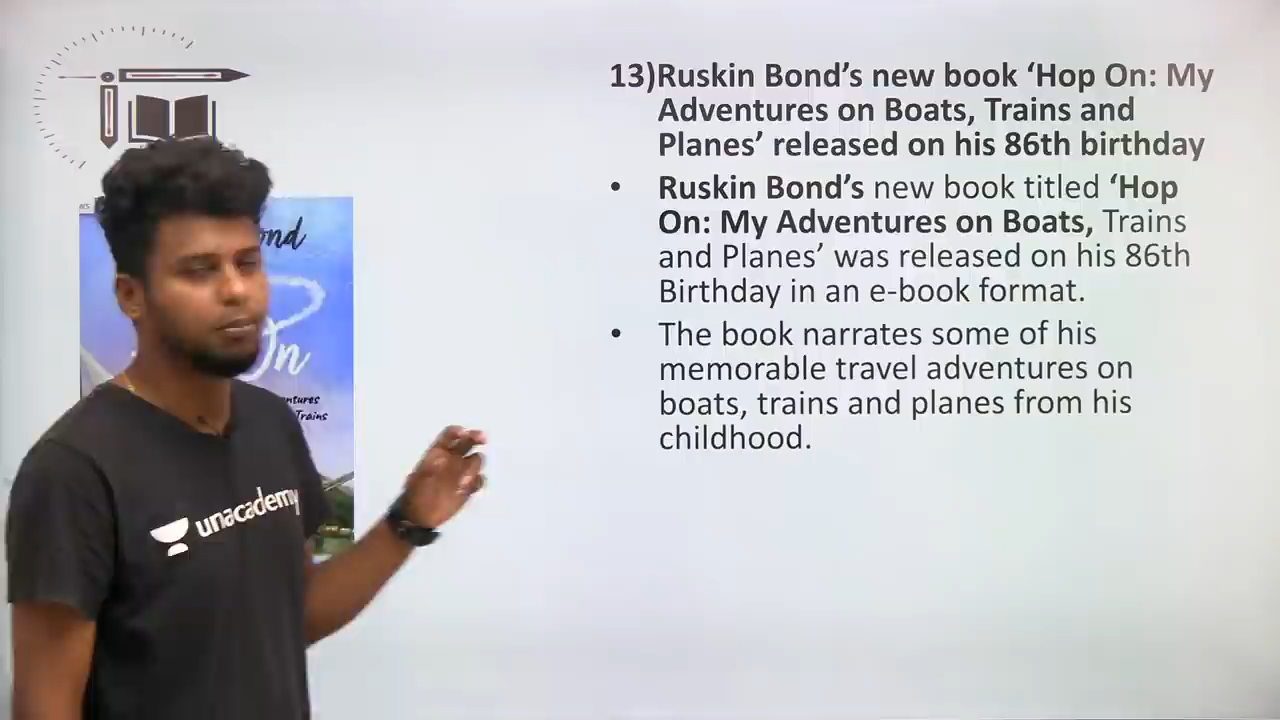 13)Ruskin Bond's new book 'Hop On: My
Adventures on Boats, Trains and
Planes' released on his 86th birthday
• Ruskin Bond's new book titled 'Hop
On: My Adventures on Boats, Trains
and Planes' was released on his 86th
Birthday in an e-book format.
• The book narrates some of his
memorable travel adventures on
boats, trains and planes from his
childhood.
On
Trains
unacademy